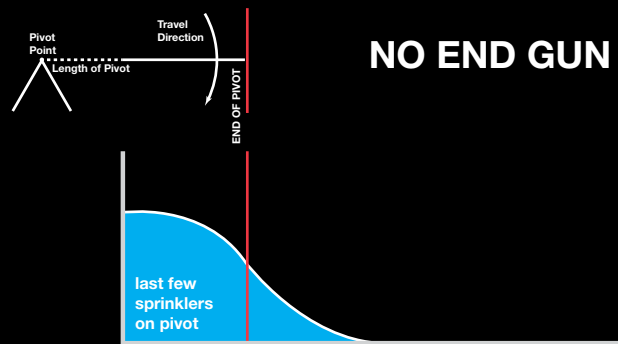 Travel
Direction
Pivot
Point
Length of Pivot
NO END GUN
END OF PIVOT
last few
sprinklers
on pivot